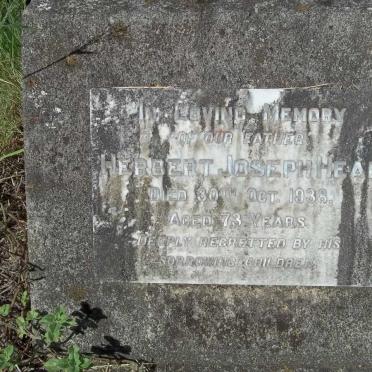 In Loving Memory
of our father
Herbert Joseph
Died 30th Oct. 1938.
Aged 73 years
Deeply regretted by his
sorrowing children